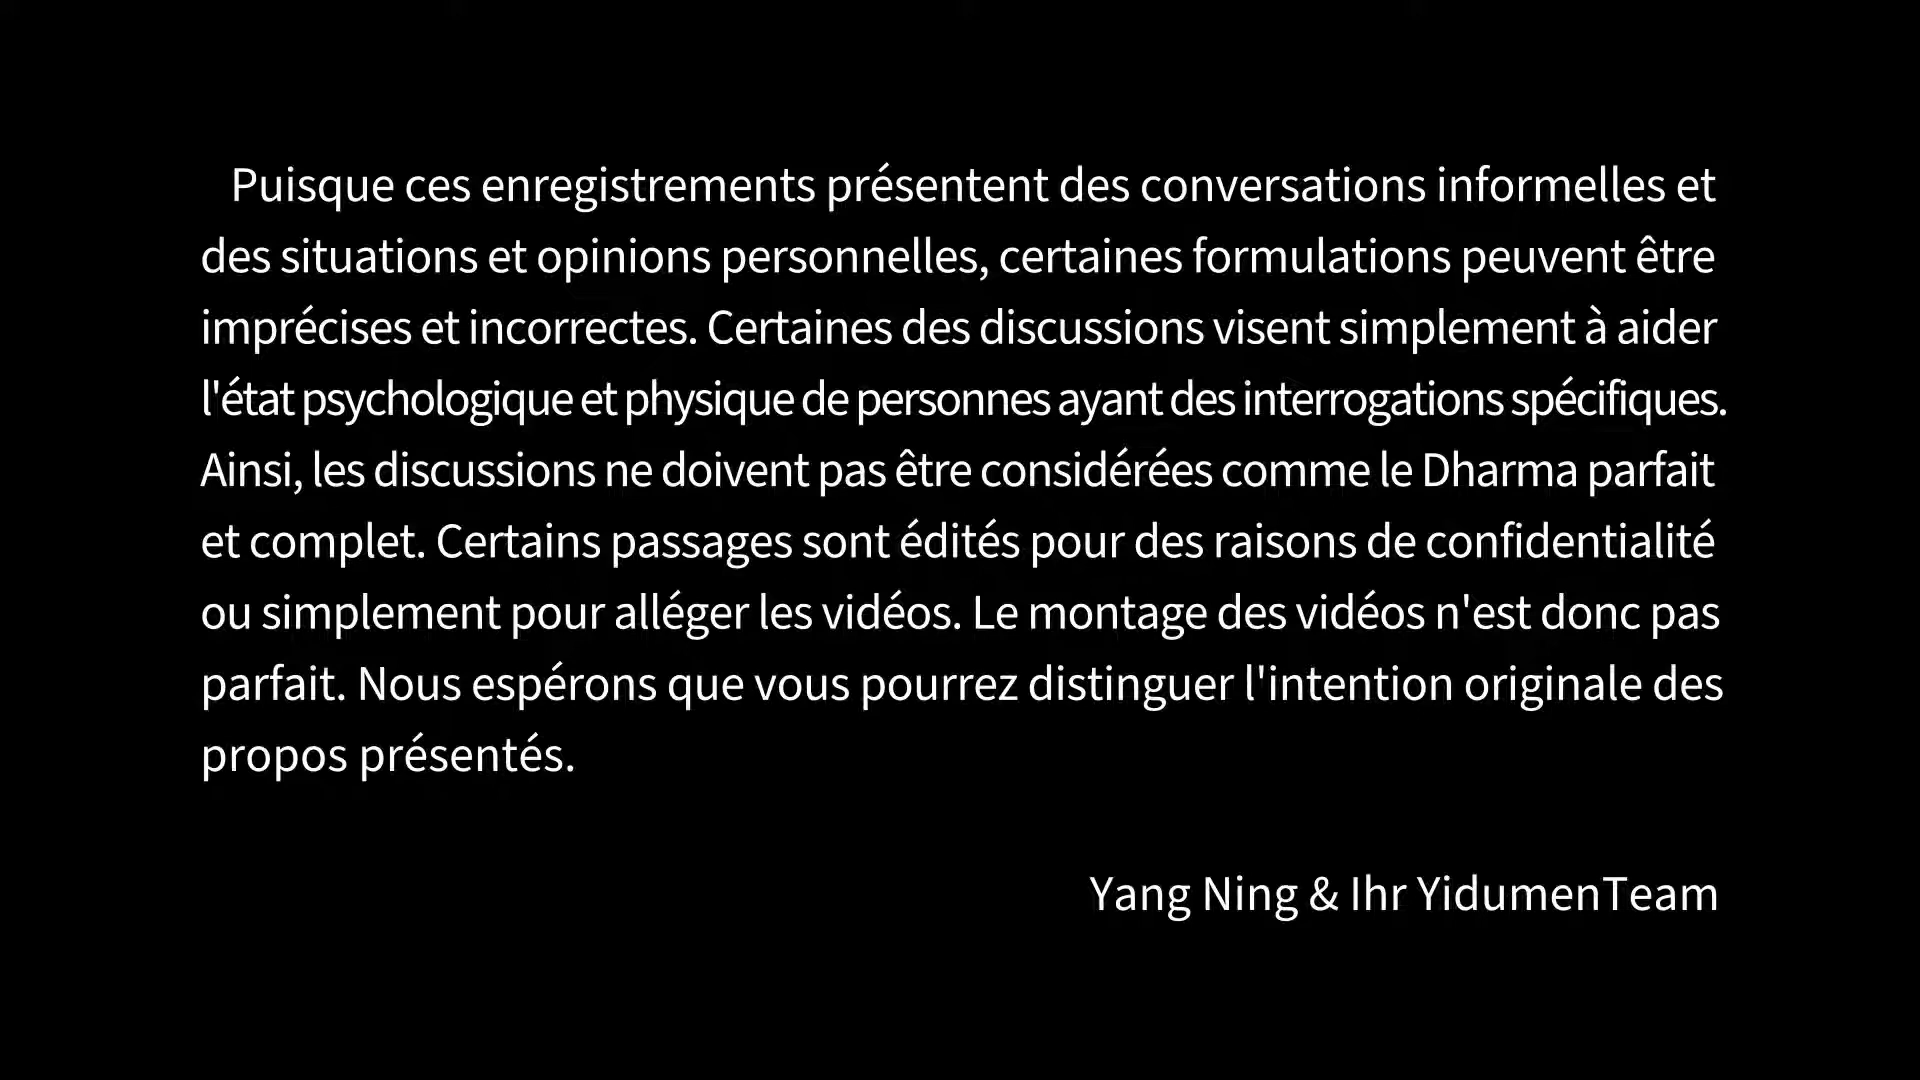 Puisque ces enregistrements présentent des conversations informelles et
des situations et opinions personnelles, certaines formulations peuvent être
imprécises et incorrectes. Certaines des discussions visent simplement à aider
l'état psychologique et physique de personnes ayant des interrogations spécifiques.
Ainsi, les discussions ne doivent pas être considérées comme le Dharma parfait
et complet. Certains passages sont édités pour des raisons de confidentialité
ou simplement pour alléger les vidéos. Le montage des vidéos n'est donc pas
parfait. Nous espérons que vous pourrez distinguer l'intention originale des
propos présentés.
Yang Ning & Ihr YidumenTeam